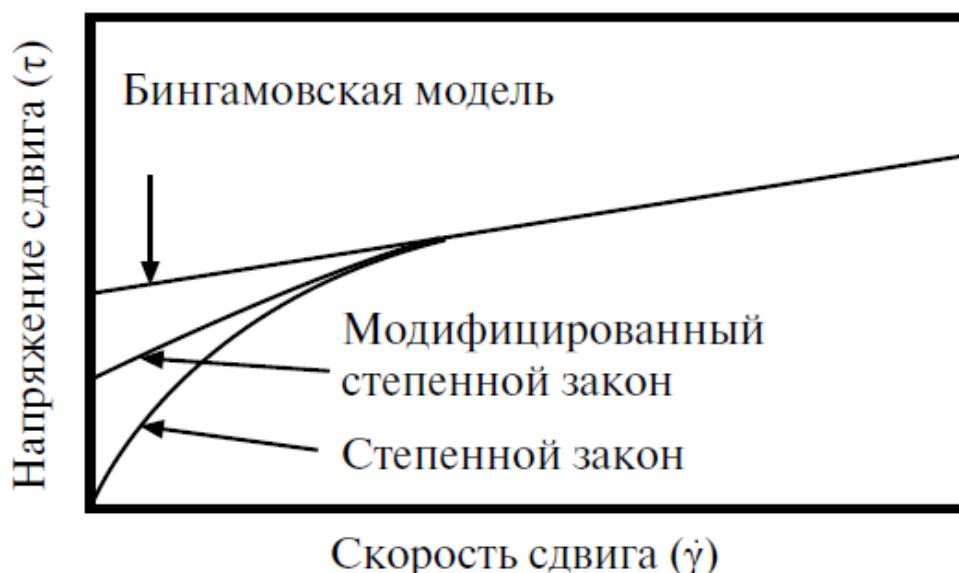 Напряжение сдвига (τ)
Бингамовская модель
Модифицированный
степенной закон
Степенной закон
Скорость сдвига (γ̇)